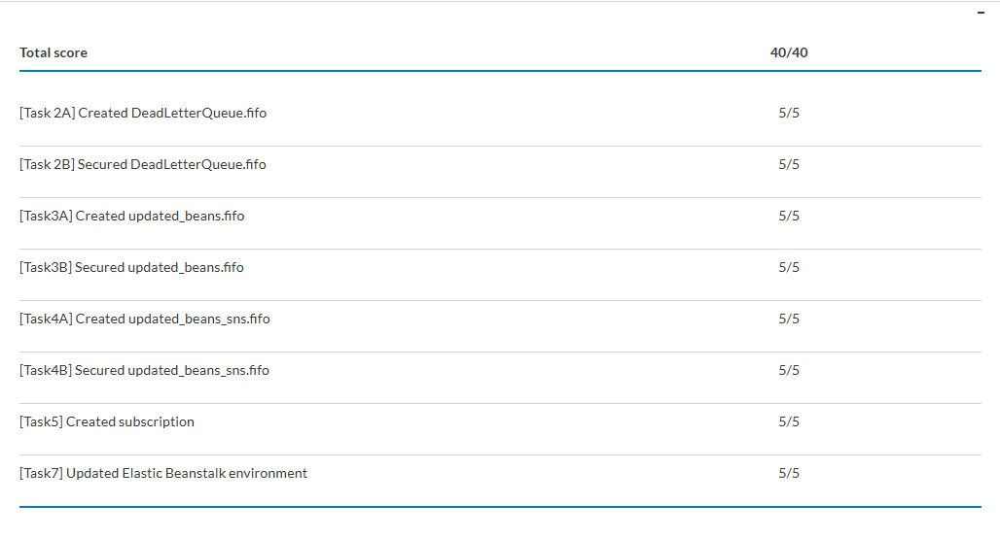 Total score 40/40
[Task 2A] Created DeadLetterQueue.fifo 5/5
[Task 2B] Secured DeadLetterQueue.fifo 5/5
[Task3A] Created updated_beans.fifo 5/5
[Task3B] Secured updated_beans.fifo 5/5
[Task4A] Created updated_beans_sns.fifo 5/5
[Task4B] Secured updated_beans_sns.fifo 5/5
[Task5] Created subscription 5/5
[Task7] Updated Elastic Beanstalk environment 5/5